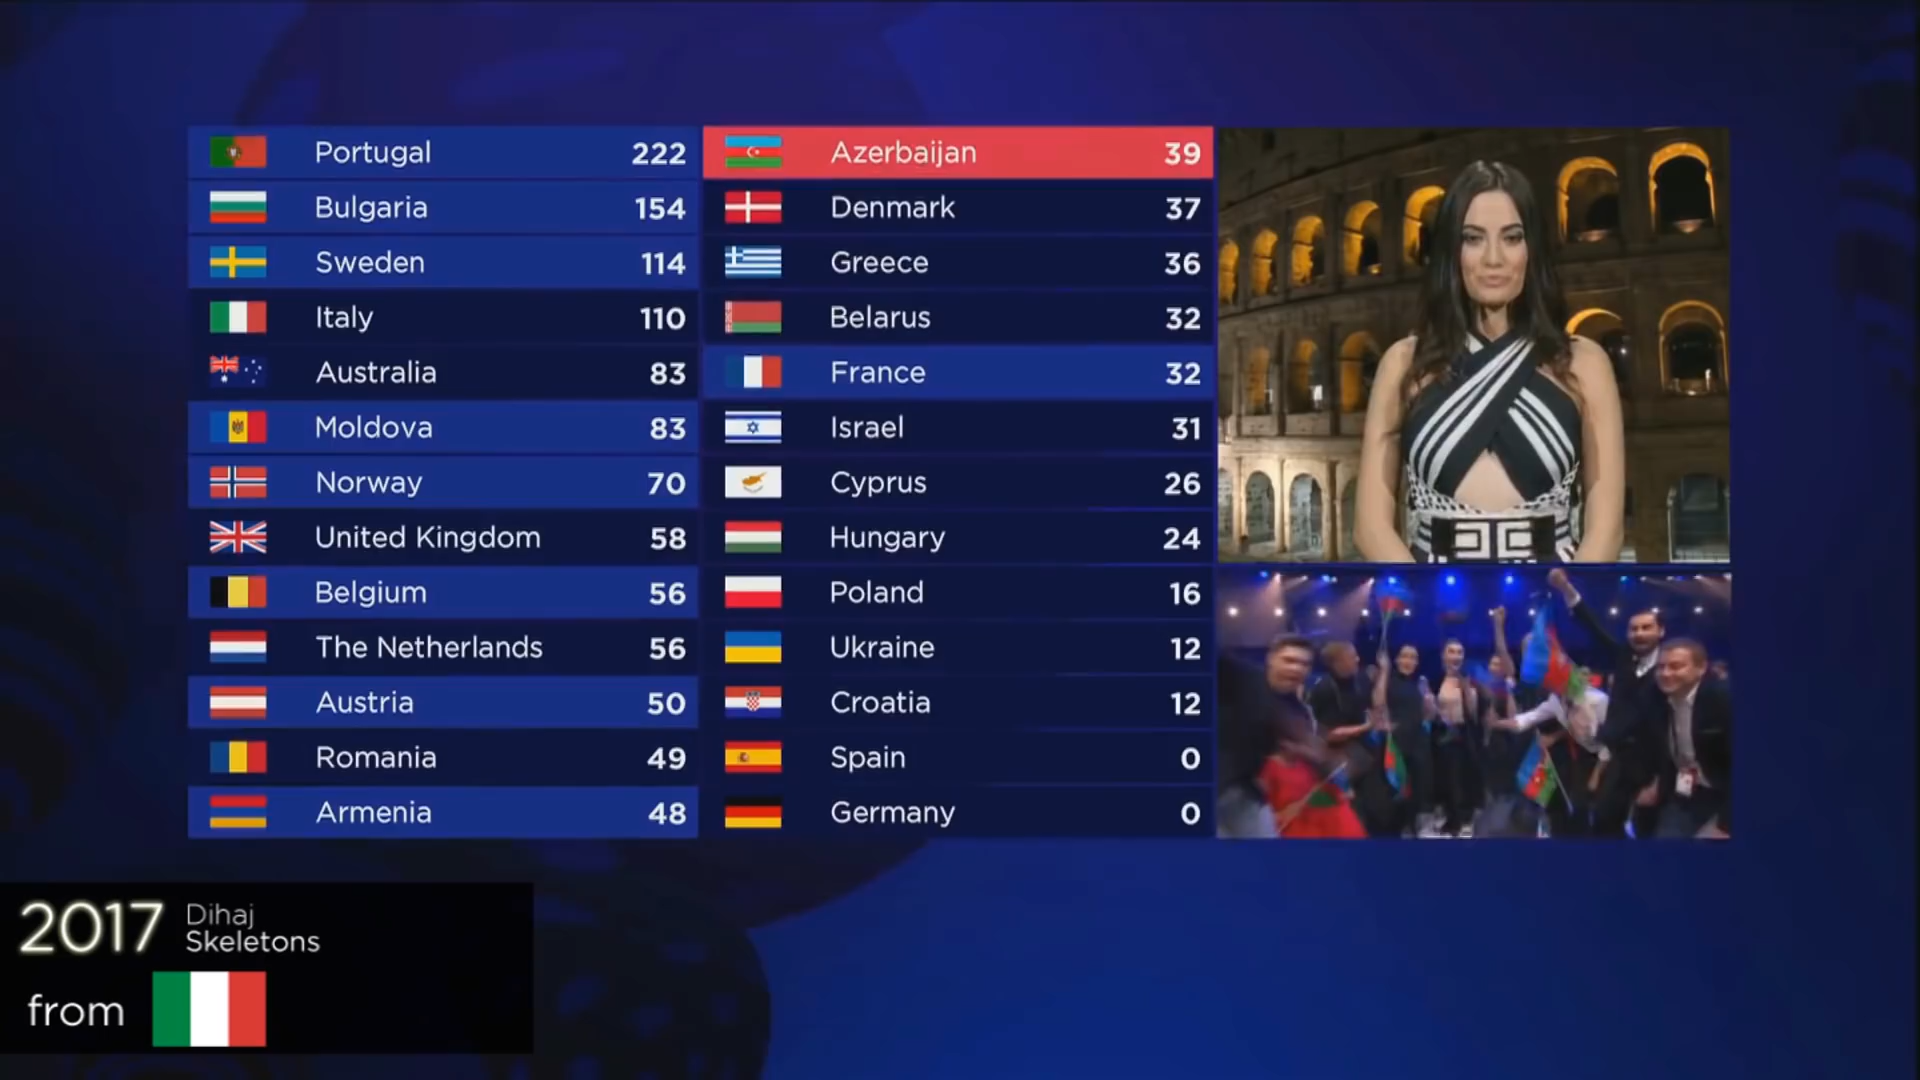 Portugal 222
Bulgaria 154
Sweden 114
Italy 110
Australia 83
Moldova 83
Norway 70
United Kingdom 58
Belgium 56
The Netherlands 56
Austria 50
Romania 49
Armenia 48
Azerbaijan 39
Denmark 37
Greece 36
Belarus 32
France 32
Israel 31
Cyprus 26
Hungary 24
Poland 16
Ukraine 12
Croatia 12
Spain 0
Germany 0
2017
Dihaj
Skeletons
from